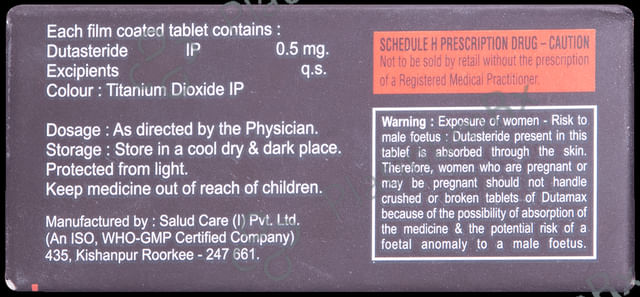 Each film coated tablet contains :
Dutasteride IP 0.5 mg.
Excipients q.s.
Colour : Titanium Dioxide IP
Dosage : As directed by the Physician.
Storage : Store in a cool dry & dark place.
Protected from light.
Keep medicine out of reach of children.
Manufactured by : Salud Care (I) Pvt. Ltd.
(An ISO, WHO-GMP Certified Company)
435, Kishanpur Roorkee - 247 661.
SCHEDULE H PRESCRIPTION DRUG – CAUTION
Not to be sold by retail without the prescription
of a Registered Medical Practitioner.
Warning : Exposure of women - Risk to
male foetus : Dutasteride present in this
tablet is absorbed through the skin.
Therefore, women who are pregnant or
may be pregnant should not handle
crushed or broken tablets of Dutamax
because of the possibility of absorption of
the medicine & the potential risk of a
foetal anomaly to a male foetus.